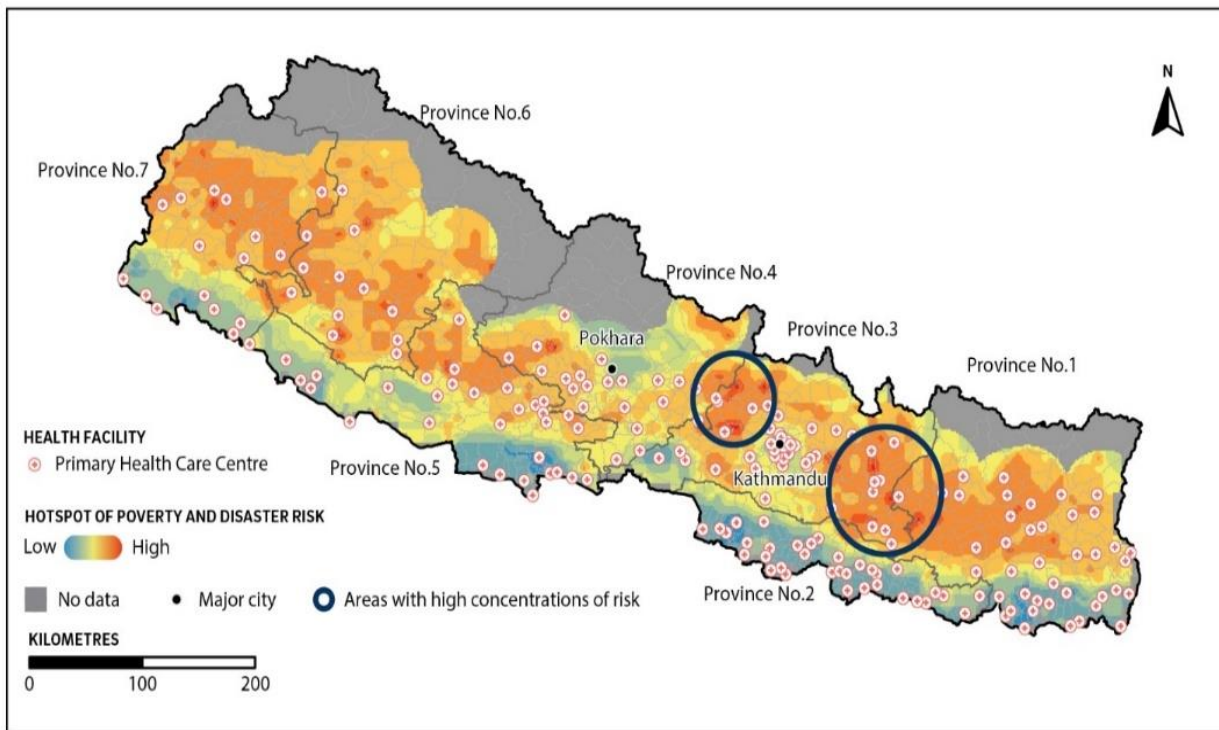 N
Province No.6
Province No.7
Province No.4
Province No.3
Pokhara
Province No.1
HEALTH FACILITY
Primary Health Care Centre
Province No.5
Kathmandu
HOTSPOT OF POVERTY AND DISASTER RISK
Low High
Province No.2
No data Major city Areas with high concentrations of risk
KILOMETRES
0 100 200